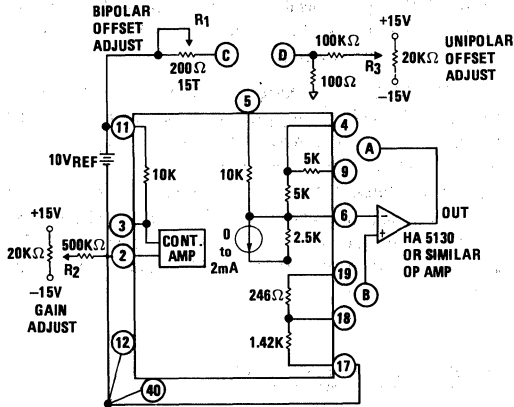 BIPOLAR
OFFSET
ADJUST
R1
200Ω
15T
C
D
100KΩ
R3
100Ω
+15V
20KΩ
−15V
UNIPOLAR
OFFSET
ADJUST
5
11
4
10VREF
10K
10K
5K
9
5K
A
3
CONT.
AMP
0
to
2mA
2.5K
6
−
+
OUT
HA 5130
OR SIMILAR
OP AMP
B
+15V
20KΩ
500KΩ
R2
2
−15V
GAIN
ADJUST
246Ω
19
18
1.42K
17
12
40